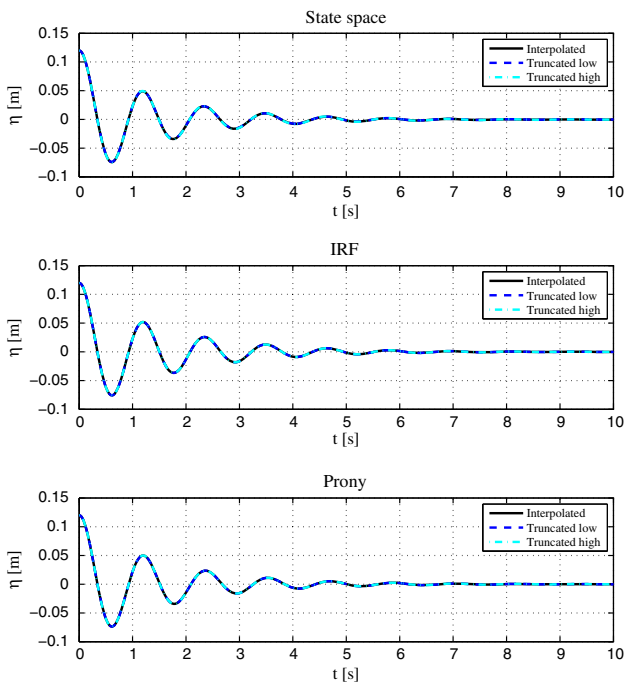 State space
0.15
0.1
0.05
0
−0.05
−0.1
η [m]
Interpolated
Truncated low
Truncated high
0 1 2 3 4 5 6 7 8 9 10
t [s]
IRF
0.15
0.1
0.05
0
−0.05
−0.1
η [m]
Interpolated
Truncated low
Truncated high
0 1 2 3 4 5 6 7 8 9 10
t [s]
Prony
0.15
0.1
0.05
0
−0.05
−0.1
η [m]
Interpolated
Truncated low
Truncated high
0 1 2 3 4 5 6 7 8 9 10
t [s]